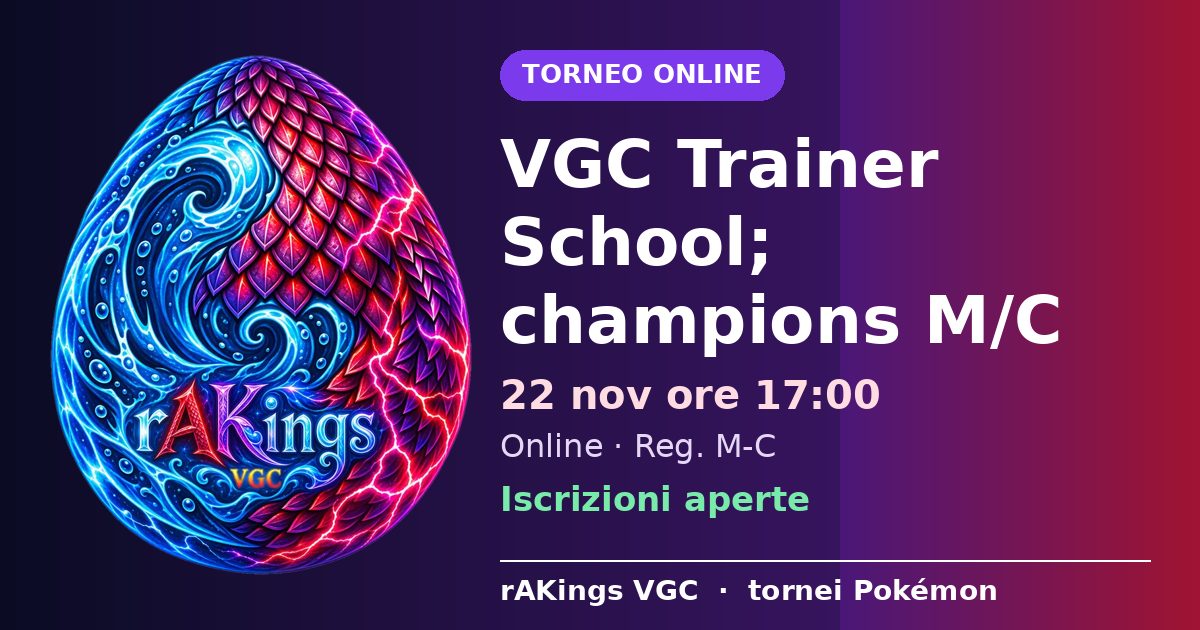 TORNEO ONLINE
VGC Trainer
School;
champions M/C
22 nov ore 17:00
Online · Reg. M-C
Iscrizioni aperte
rAKings
VGC
rAKings VGC · tornei Pokémon